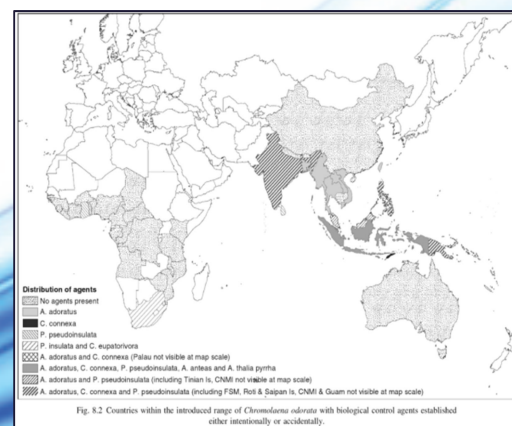 Distribution of agents
No agents present
A. adoratus
C. connexa
P. pseudoinsulata
P. insulata and C. eupatorivora
A. adoratus and C. connexa (Palau not visible at map scale)
A. adoratus, C. connexa, P. pseudoinsulata, A. anteas and A. thalia pyrrha
A. adoratus and P. pseudoinsulata (including Tinian Is, CNMI not visible at map scale)
A. adoratus, C. connexa and P. pseudoinsulata (including FSM, Roti & Saipan Is, CNMI & Guam not visible at map scale)
Fig. 8.2 Countries within the introduced range of Chromolaena odorata with biological control agents established
either intentionally or accidentally.